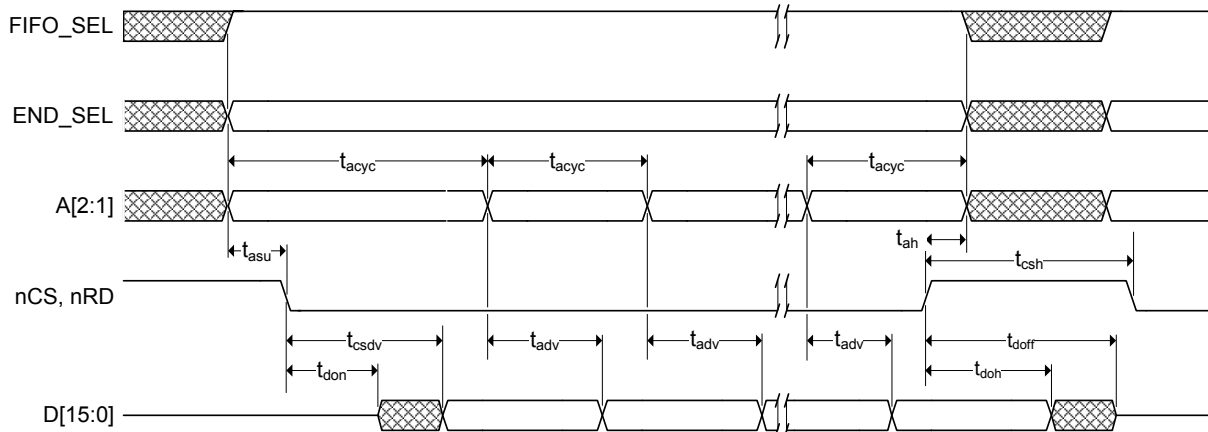 FIFO_SEL
END_SEL
tacyc tacyc tacyc
A[2:1]
tasu tah
tcsh
nCS, nRD
tcsdv tadv tadv tadv tdoff
tdon tdoh
D[15:0]